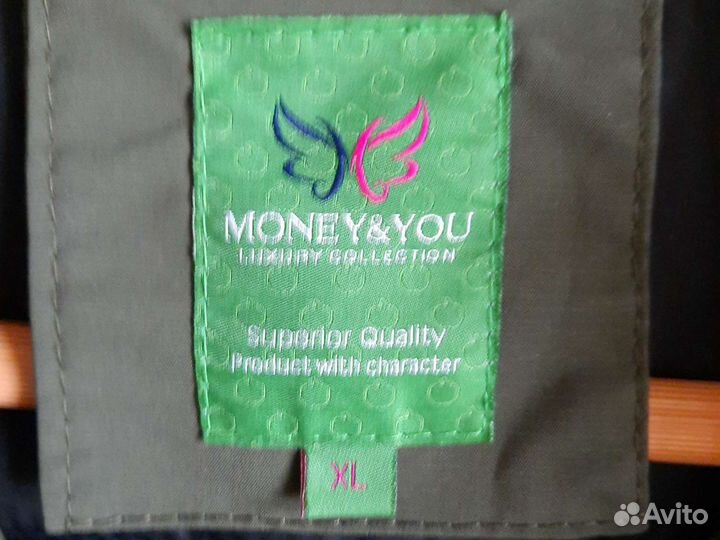 MONEY&YOU
LUXURY COLLECTION
Superior Quality
Product with character
XL
Avito